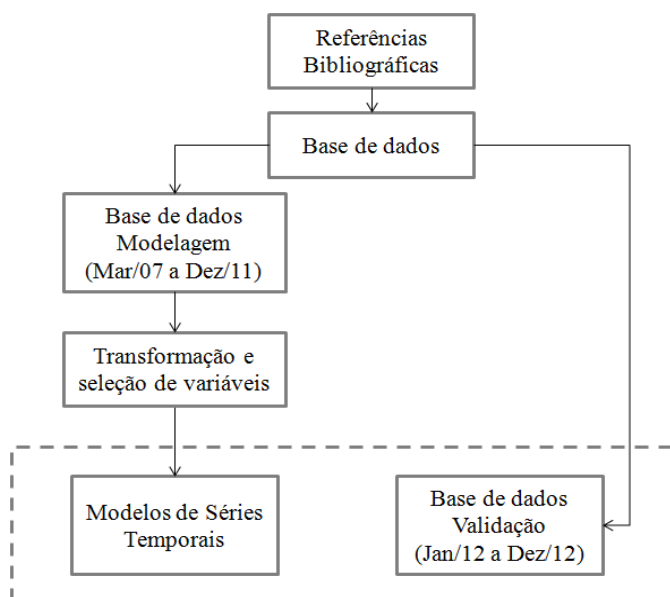 Referências
Bibliográficas
Base de dados
Base de dados
Modelagem
(Mar/07 a Dez/11)
Transformação e
seleção de variáveis
Modelos de Séries
Temporais
Base de dados
Validação
(Jan/12 a Dez/12)